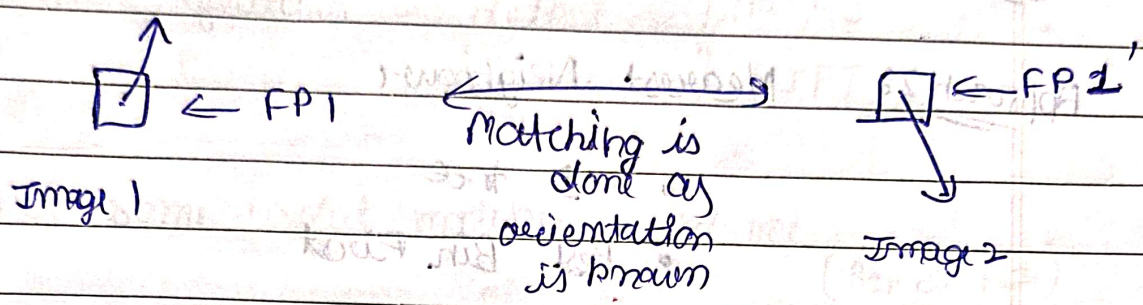 ← FP1
← FP1'
Matching is
done as
orientation
is known
Image 1
Image 2